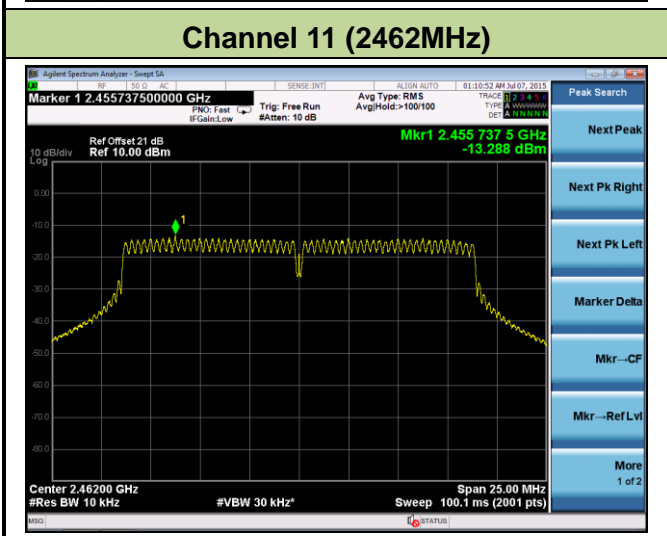 Channel 11 (2462MHz)
Agilent Spectrum Analyzer - Swept SA
RF 50 Ω AC SENSE:INT ALIGN AUTO 01:10:52 AM Jul 07, 2015
Marker 1 2.455737500000 GHz
PNO: Fast
IFGain:Low
Trig: Free Run
#Atten: 10 dB
Avg Type: RMS
Avg|Hold:>100/100
TRACE 1 2 3 4 5 6
TYPE A WWWWW
DET A N N N N N
Peak Search
Mkr1 2.455 737 5 GHz
-13.288 dBm
Ref Offset 21 dB
10 dB/div Ref 10.00 dBm
Log
0.00
-10.0
-20.0
-30.0
-40.0
-50.0
-60.0
-70.0
-80.0
1
Next Peak
Next Pk Right
Next Pk Left
Marker Delta
Mkr→CF
Mkr→Ref Lvl
More
1 of 2
Center 2.46200 GHz Span 25.00 MHz
#Res BW 10 kHz #VBW 30 kHz* Sweep 100.1 ms (2001 pts)
MSG STATUS